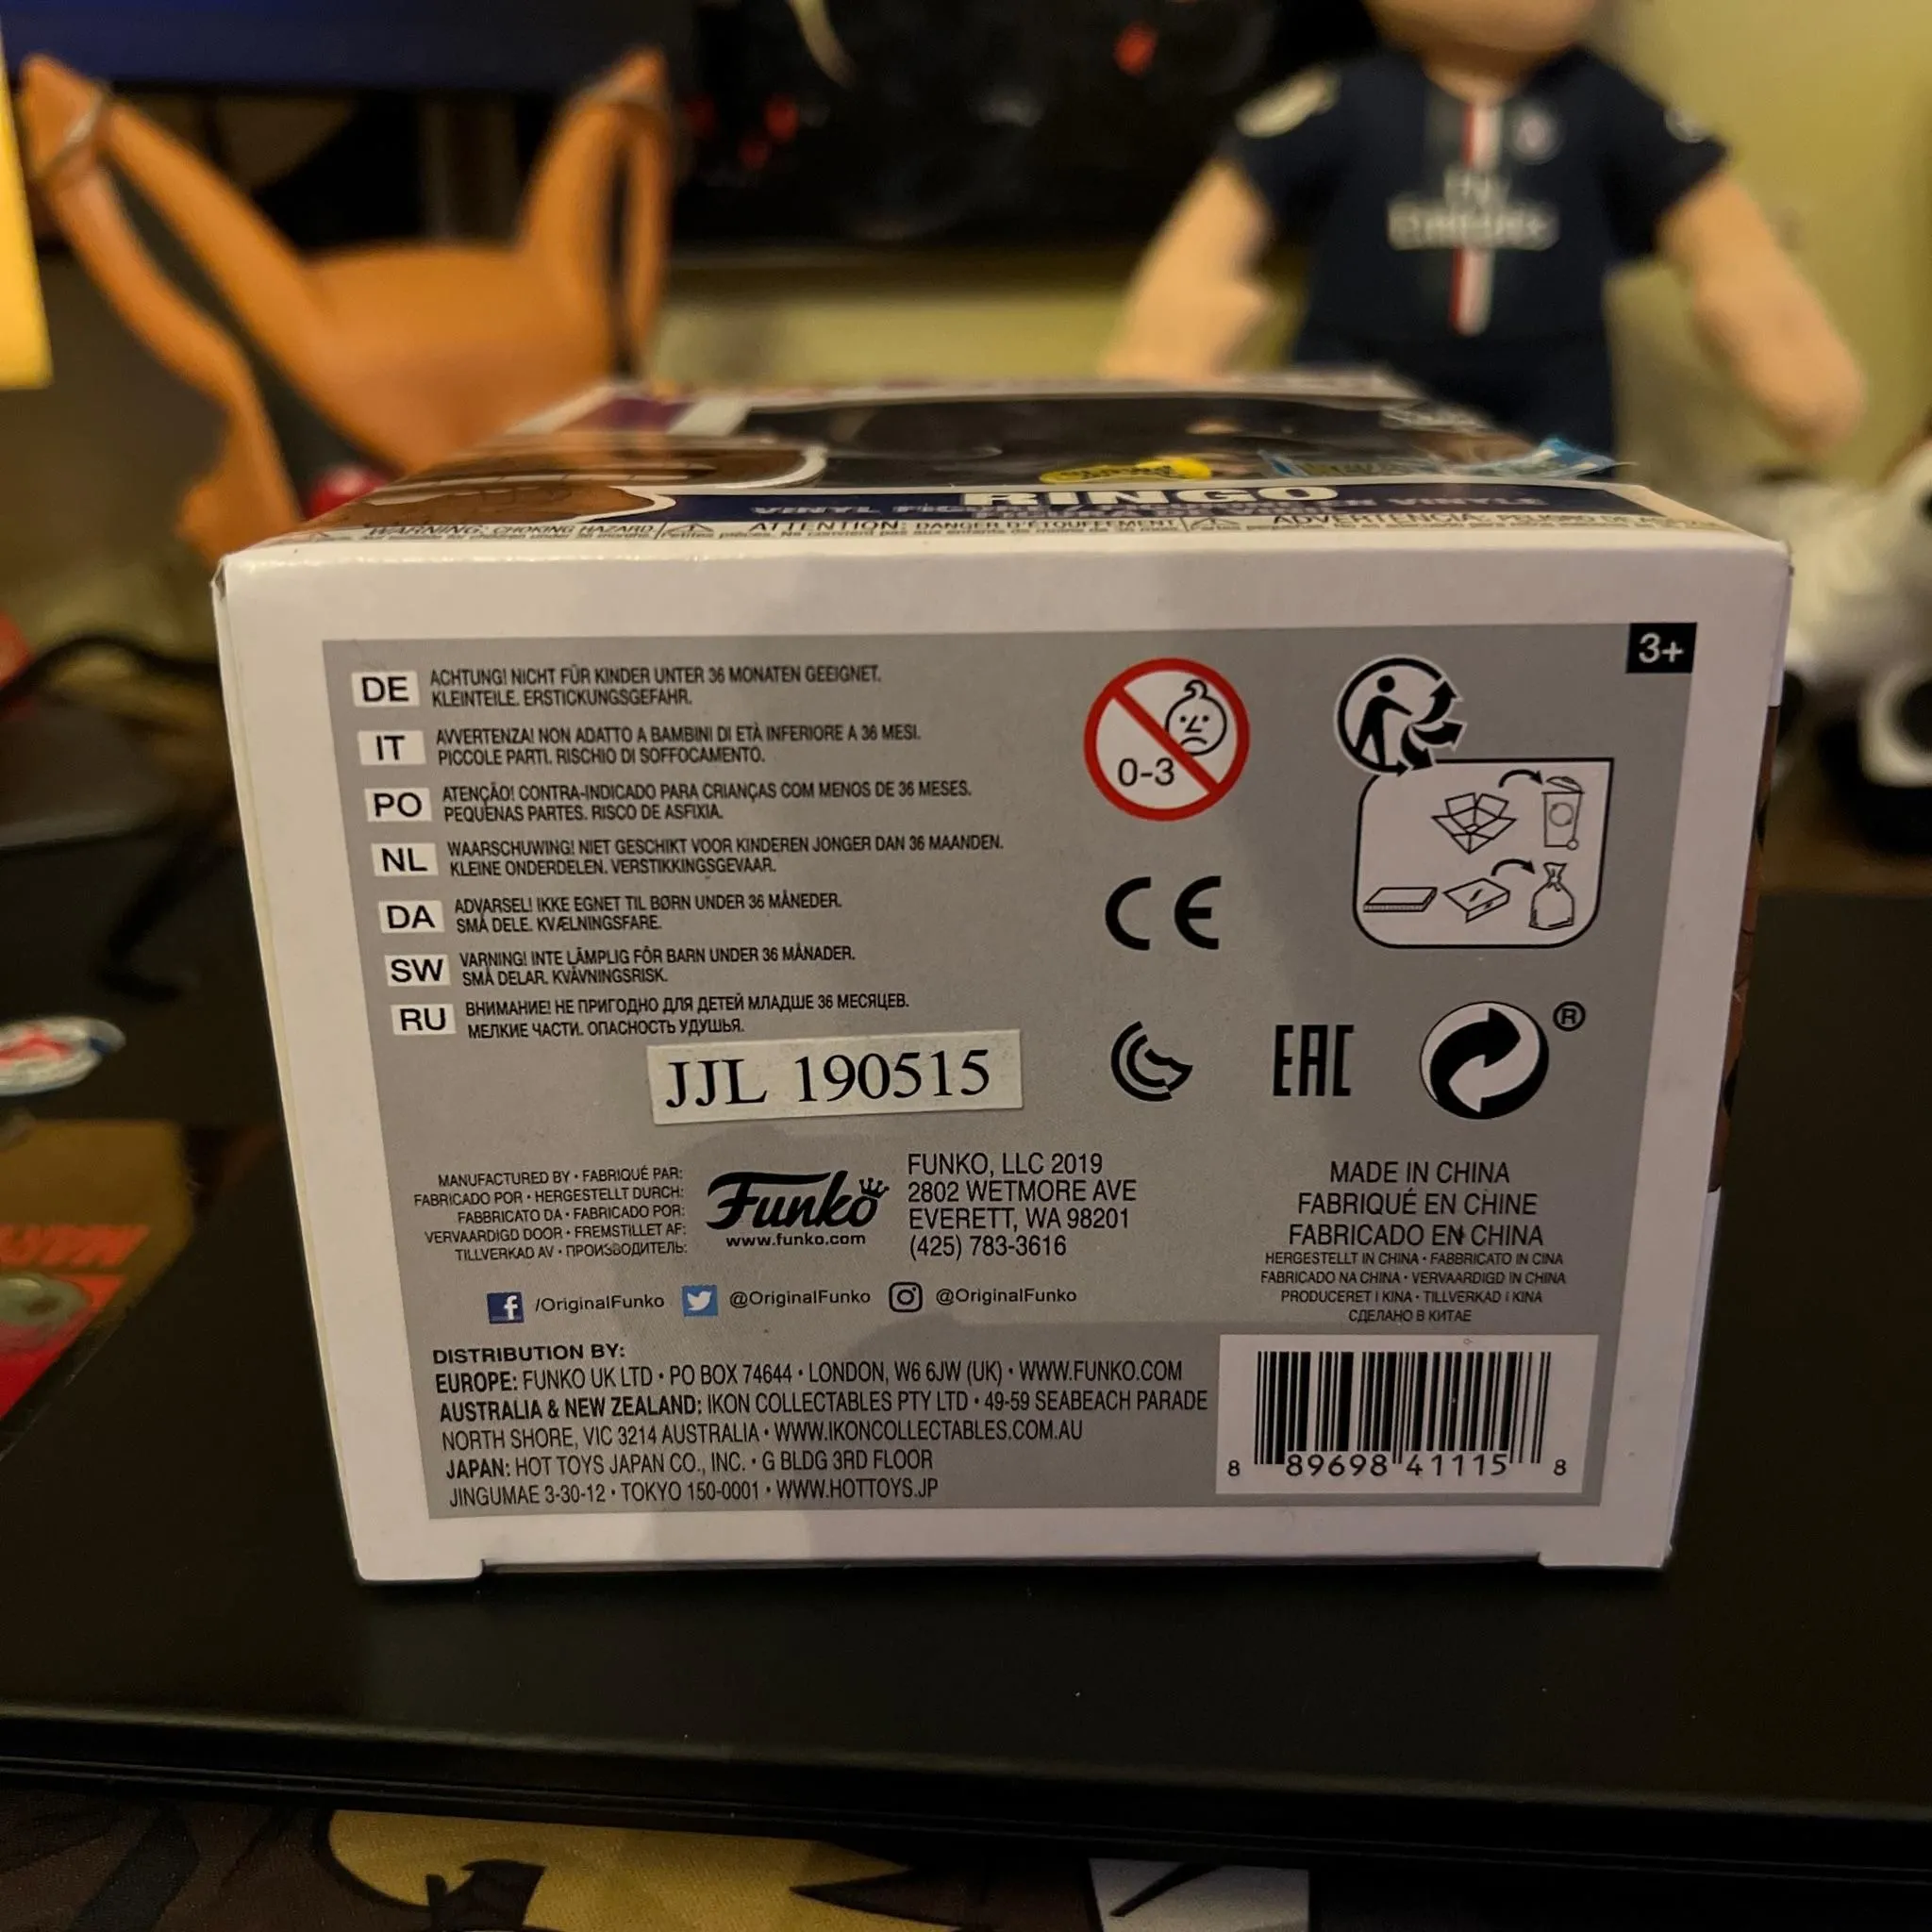 Fly
Emirates
RINGO
WARNING: CHOKING HAZARD
ATTENTION: DANGER D'ÉTOUFFEMENT
ADVERTENCIA:
3+
DE ACHTUNG! NICHT FÜR KINDER UNTER 36 MONATEN GEEIGNET.
KLEINTEILE. ERSTICKUNGSGEFAHR.
IT AVVERTENZA! NON ADATTO A BAMBINI DI ETÀ INFERIORE A 36 MESI.
PICCOLE PARTI. RISCHIO DI SOFFOCAMENTO.
PO ATENÇÃO! CONTRA-INDICADO PARA CRIANÇAS COM MENOS DE 36 MESES.
PEQUENAS PARTES. RISCO DE ASFIXIA.
NL WAARSCHUWING! NIET GESCHIKT VOOR KINDEREN JONGER DAN 36 MAANDEN.
KLEINE ONDERDELEN. VERSTIKKINGSGEVAAR.
DA ADVARSEL! IKKE EGNET TIL BØRN UNDER 36 MÅNEDER.
SMÅ DELE. KVÆLNINGSFARE.
SW VARNING! INTE LÄMPLIG FÖR BARN UNDER 36 MÅNADER.
SMÅ DELAR. KVÄVNINGSRISK.
RU ВНИМАНИЕ! НЕ ПРИГОДНО ДЛЯ ДЕТЕЙ МЛАДШЕ 36 МЕСЯЦЕВ.
МЕЛКИЕ ЧАСТИ. ОПАСНОСТЬ УДУШЬЯ.
0-3
CE
EAC
®
JJL 190515
MANUFACTURED BY • FABRIQUÉ PAR:
FABRICADO POR • HERGESTELLT DURCH:
FABBRICATO DA • FABRICADO POR:
VERVAARDIGD DOOR • FREMSTILLET AF:
TILLVERKAD AV • ПРОИЗВОДИТЕЛЬ:
Funko
www.funko.com
FUNKO, LLC 2019
2802 WETMORE AVE
EVERETT, WA 98201
(425) 783-3616
MADE IN CHINA
FABRIQUÉ EN CHINE
FABRICADO EN CHINA
HERGESTELLT IN CHINA • FABBRICATO IN CINA
FABRICADO NA CHINA • VERVAARDIGD IN CHINA
PRODUCERET I KINA • TILLVERKAD I KINA
СДЕЛАНО В КИТАЕ
f /OriginalFunko @OriginalFunko @OriginalFunko
DISTRIBUTION BY:
EUROPE: FUNKO UK LTD • PO BOX 74644 • LONDON, W6 6JW (UK) • WWW.FUNKO.COM
AUSTRALIA & NEW ZEALAND: IKON COLLECTABLES PTY LTD • 49-59 SEABEACH PARADE
NORTH SHORE, VIC 3214 AUSTRALIA • WWW.IKONCOLLECTABLES.COM.AU
JAPAN: HOT TOYS JAPAN CO., INC. • G BLDG 3RD FLOOR
JINGUMAE 3-30-12 • TOKYO 150-0001 • WWW.HOTTOYS.JP
8 89698 41115 8